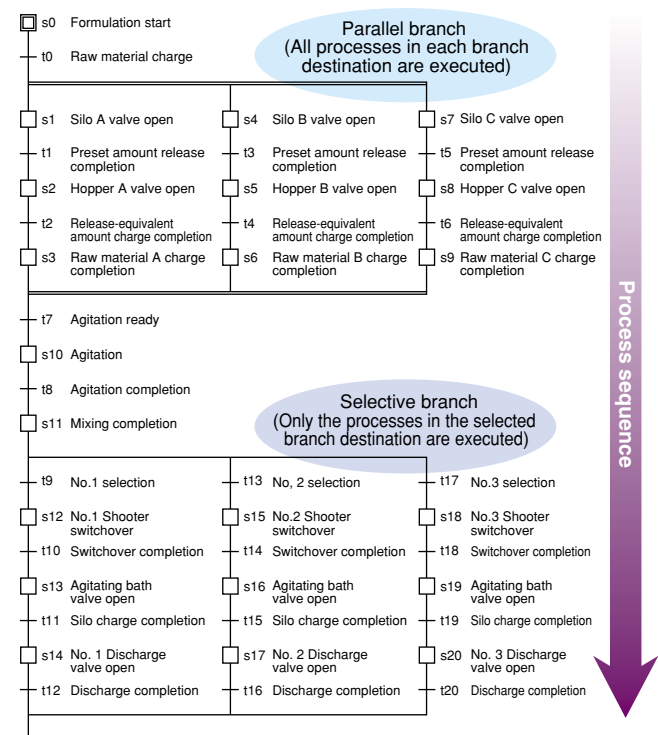 s0 Formulation start
t0 Raw material charge
Parallel branch
(All processes in each branch
destination are executed)
s1 Silo A valve open
s4 Silo B valve open
s7 Silo C valve open
t1 Preset amount release
completion
t3 Preset amount release
completion
t5 Preset amount release
completion
s2 Hopper A valve open
s5 Hopper B valve open
s8 Hopper C valve open
t2 Release-equivalent
amount charge completion
t4 Release-equivalent
amount charge completion
t6 Release-equivalent
amount charge completion
s3 Raw material A charge
completion
s6 Raw material B charge
completion
s9 Raw material C charge
completion
t7 Agitation ready
s10 Agitation
t8 Agitation completion
s11 Mixing completion
Selective branch
(Only the processes in the selected
branch destination are executed)
t9 No.1 selection
t13 No, 2 selection
t17 No.3 selection
s12 No.1 Shooter
switchover
s15 No.2 Shooter
switchover
s18 No.3 Shooter
switchover
t10 Switchover completion
t14 Switchover completion
t18 Switchover completion
s13 Agitating bath
valve open
s16 Agitating bath
valve open
s19 Agitating bath
valve open
t11 Silo charge completion
t15 Silo charge completion
t19 Silo charge completion
s14 No. 1 Discharge
valve open
s17 No. 2 Discharge
valve open
s20 No. 3 Discharge
valve open
t12 Discharge completion
t16 Discharge completion
t20 Discharge completion
Process sequence